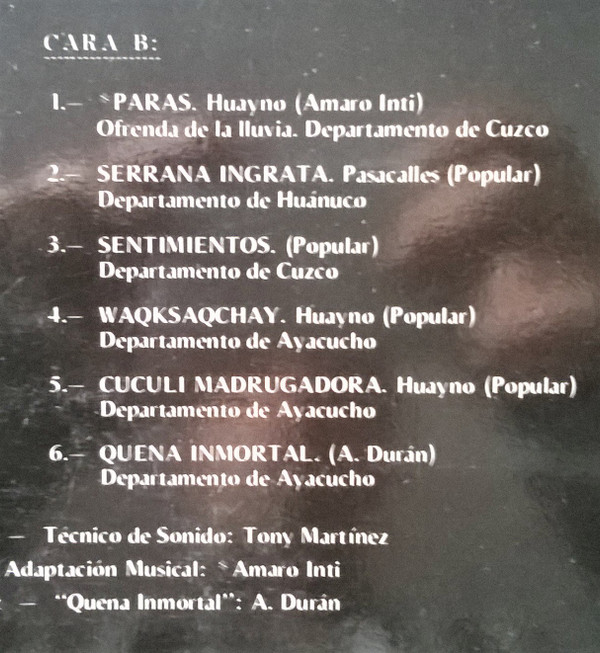 CARA B:
1.— *PARAS. Huayno (Amaro Inti)
Ofrenda de la lluvia. Departamento de Cuzco
2.— SERRANA INGRATA. Pasacalles (Popular)
Departamento de Huánuco
3.— SENTIMIENTOS. (Popular)
Departamento de Cuzco
4.— WAQKSAQCHAY. Huayno (Popular)
Departamento de Ayacucho
5.— CUCULI MADRUGADORA. Huayno (Popular)
Departamento de Ayacucho
6.— QUENA INMORTAL. (A. Durán)
Departamento de Ayacucho
— Técnico de Sonido: Tony Martínez
Adaptación Musical: *Amaro Inti
— "Quena Inmortal": A. Durán